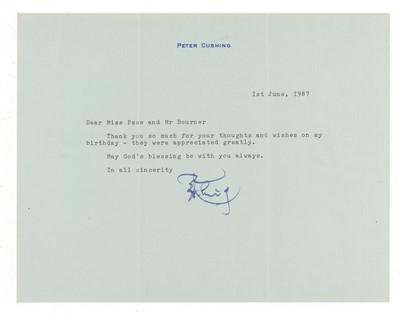 PETER CUSHING
1st June, 1987
Dear Miss Pace and Mr Bourner
Thank you so much for your thoughts and wishes on my
birthday - they were appreciated greatly.
May God's blessing be with you always.
In all sincerity